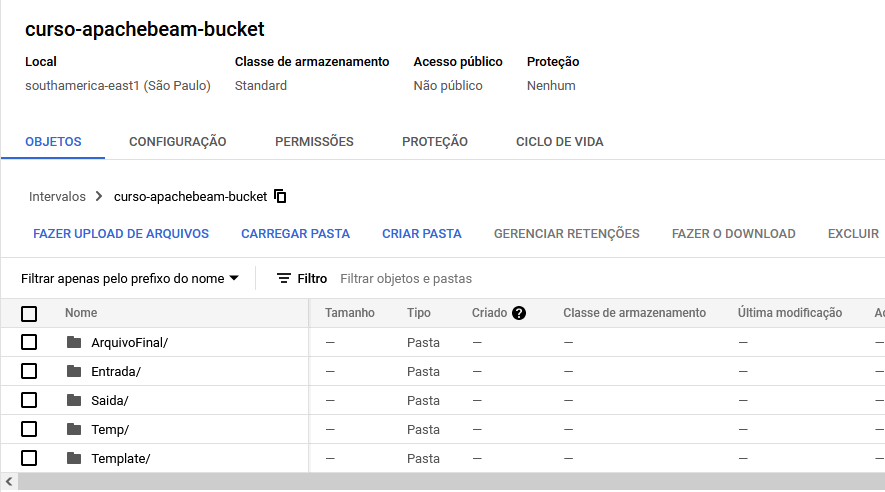 curso-apachebeam-bucket
Local Classe de armazenamento Acesso público Proteção
southamerica-east1 (São Paulo) Standard Não público Nenhum
OBJETOS CONFIGURAÇÃO PERMISSÕES PROTEÇÃO CICLO DE VIDA
Intervalos > curso-apachebeam-bucket
FAZER UPLOAD DE ARQUIVOS CARREGAR PASTA CRIAR PASTA GERENCIAR RETENÇÕES FAZER O DOWNLOAD EXCLUIR
Filtrar apenas pelo prefixo do nome Filtro Filtrar objetos e pastas
Nome Tamanho Tipo Criado ? Classe de armazenamento Última modificação
ArquivoFinal/ — Pasta — — — —
Entrada/ — Pasta — — — —
Saida/ — Pasta — — — —
Temp/ — Pasta — — — —
Template/ — Pasta — — — —